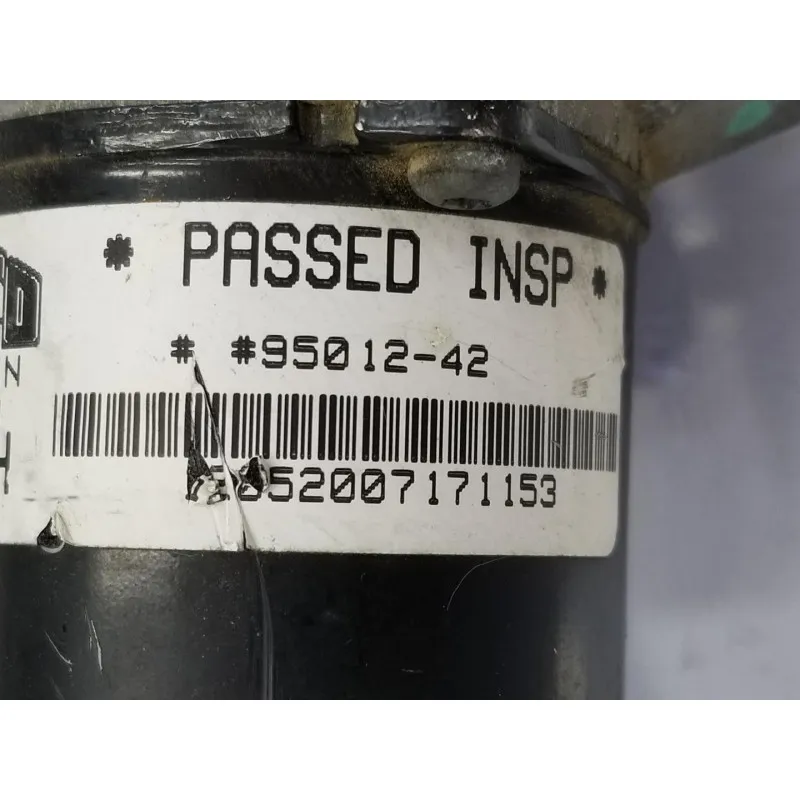 * PASSED INSP *
# #95012-42
52007171153
N
H